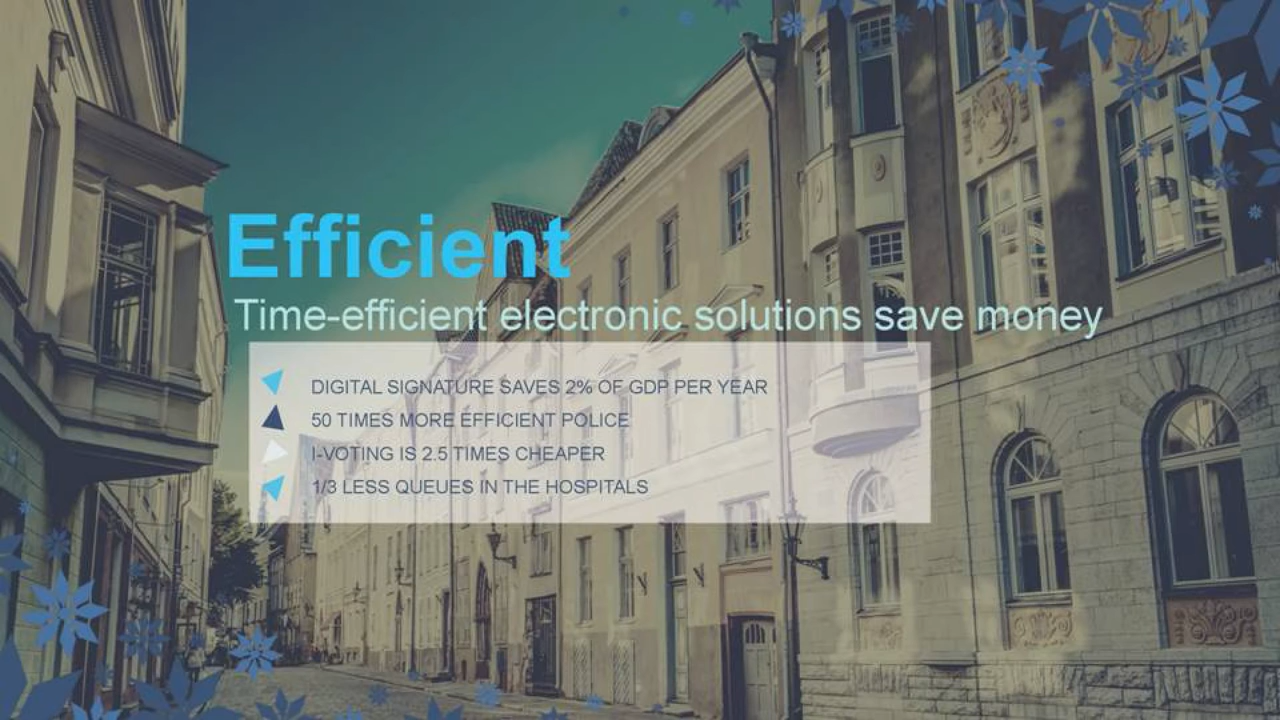 Efficient
Time-efficient electronic solutions save money
DIGITAL SIGNATURE SAVES 2% OF GDP PER YEAR
50 TIMES MORE EFFICIENT POLICE
I-VOTING IS 2.5 TIMES CHEAPER
1/3 LESS QUEUES IN THE HOSPITALS